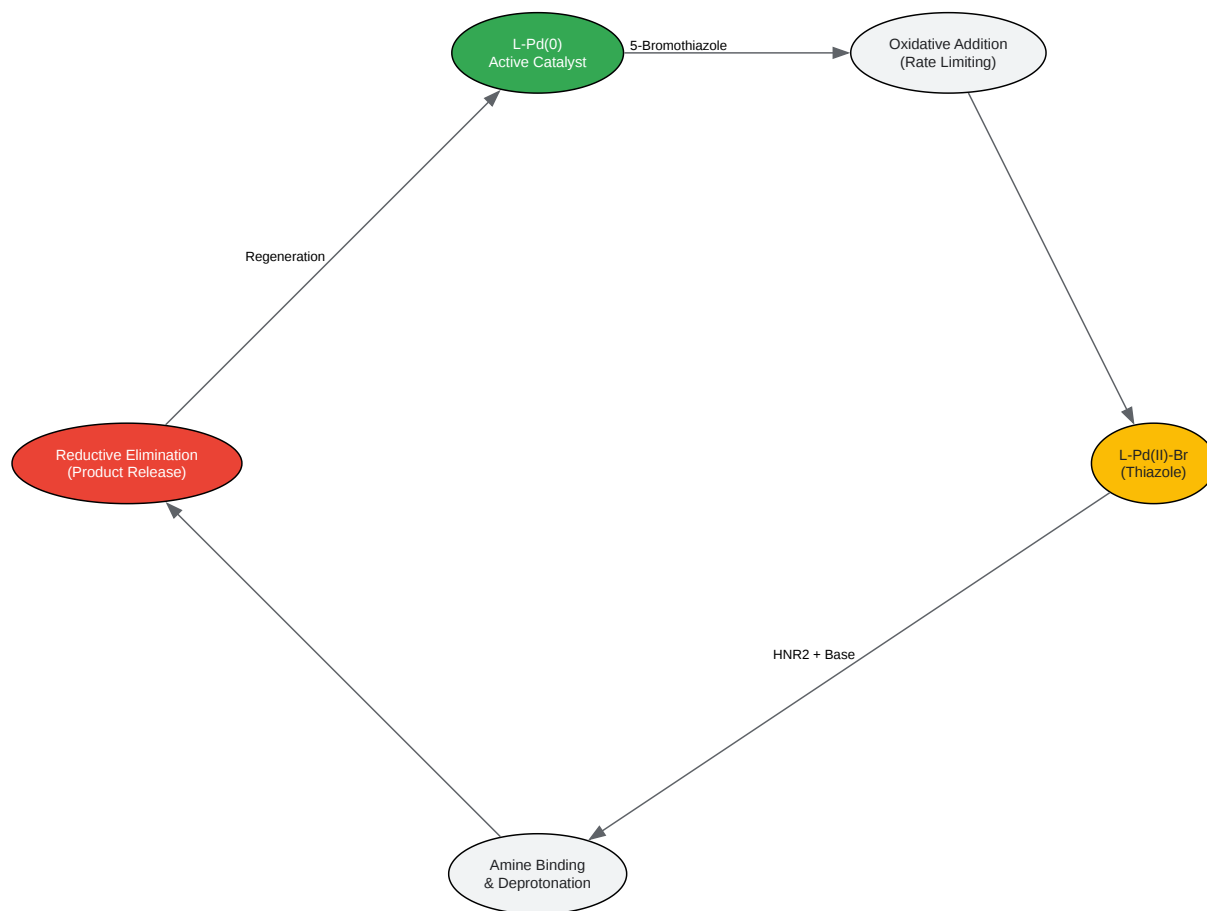 L-Pd(0)
Active Catalyst
5-Bromothiazole
Oxidative Addition
(Rate Limiting)
Regeneration
Reductive Elimination
(Product Release)
L-Pd(II)-Br
(Thiazole)
HNR2 + Base
Amine Binding
& Deprotonation